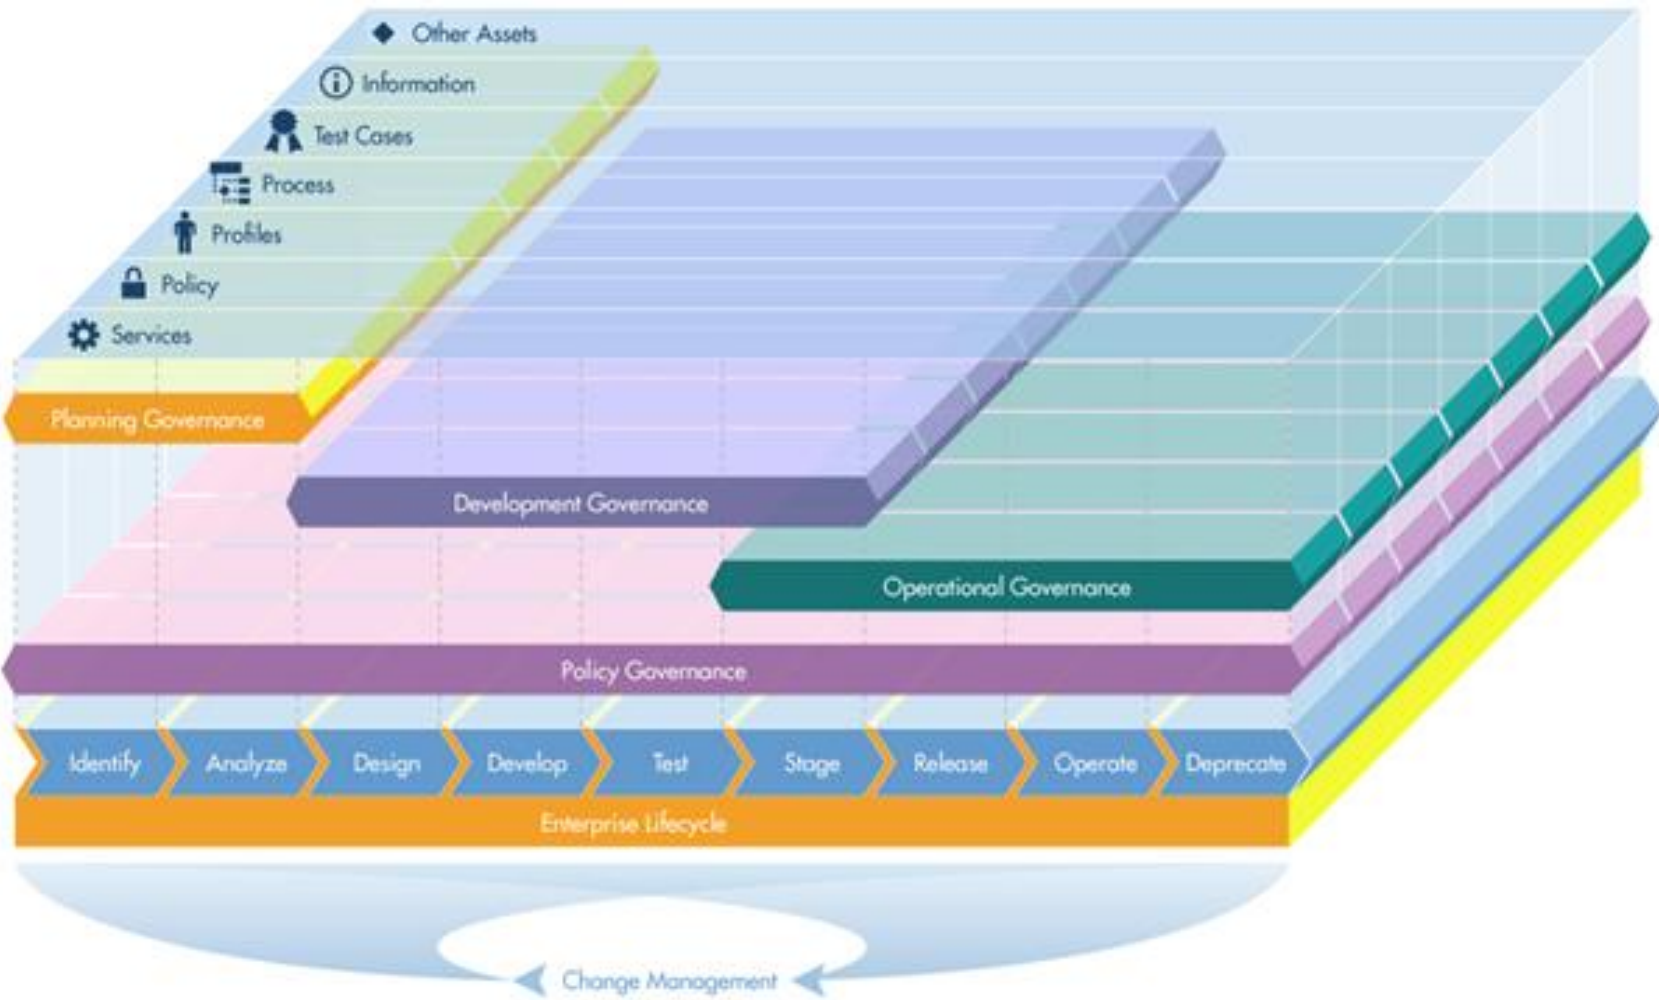 Other Assets
Information
Test Cases
Process
Profiles
Policy
Services
Planning Governance
Development Governance
Operational Governance
Policy Governance
Identify
Analyze
Design
Develop
Test
Stage
Release
Operate
Deprecate
Enterprise Lifecycle
Change Management